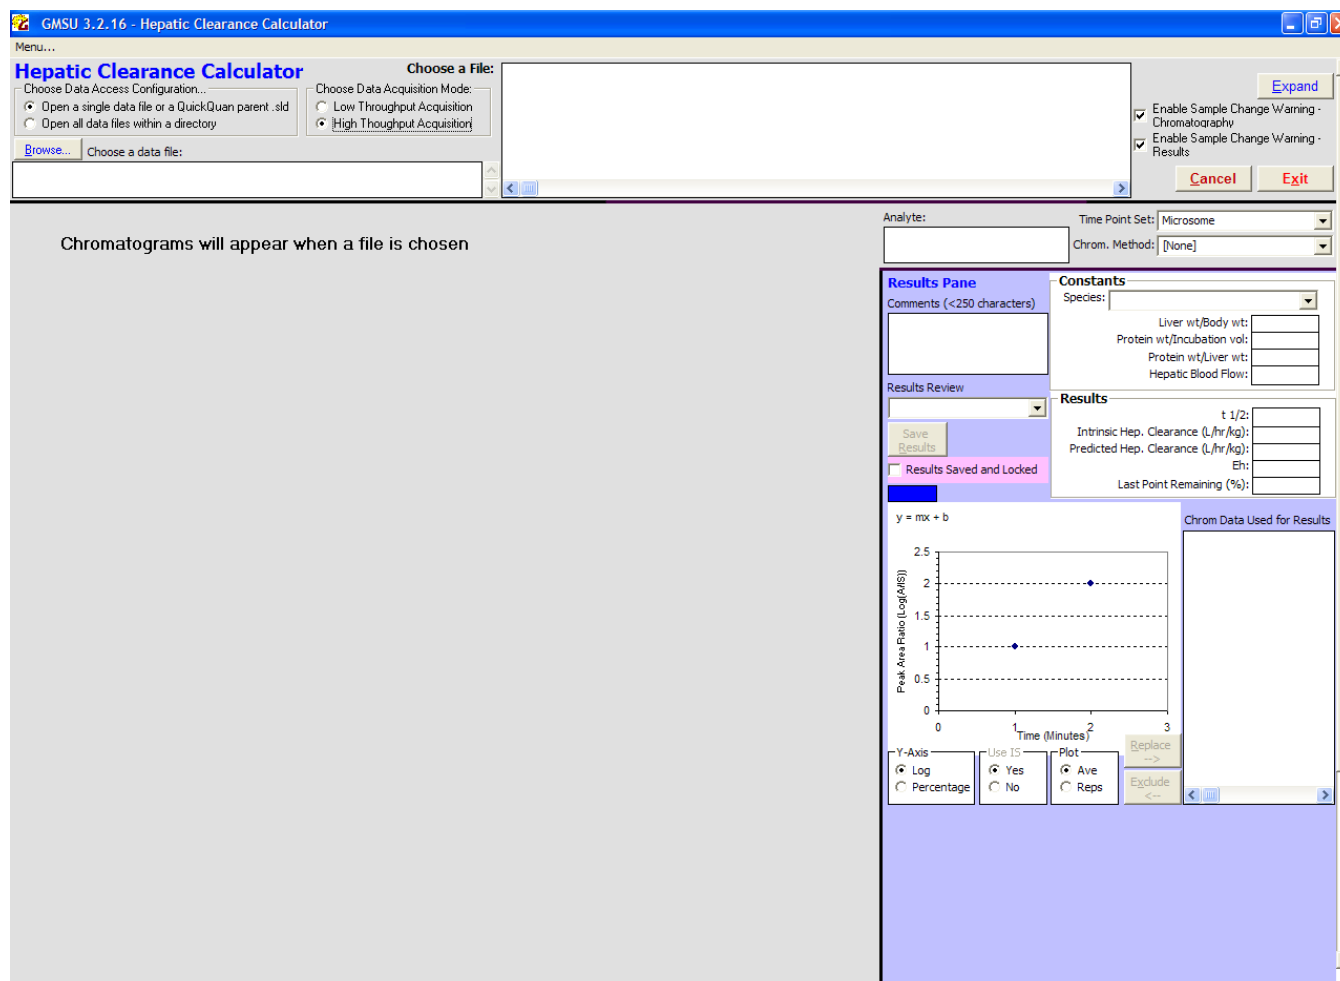 GMSU 3.2.16 - Hepatic Clearance Calculator
Menu...
Hepatic Clearance Calculator
Choose a File:
Choose Data Access Configuration...
Open a single data file or a QuickQuan parent .sld
Open all data files within a directory
Choose Data Acquisition Mode:
Low Throughput Acquisition
High Thoughput Acquisition
Browse...
Choose a data file:
Expand
Enable Sample Change Warning -
Chromatography
Enable Sample Change Warning -
Results
Cancel
Exit
Chromatograms will appear when a file is chosen
Analyte:
Time Point Set: Microsome
Chrom. Method: [None]
Results Pane
Comments (<250 characters)
Results Review
Save
Results
Results Saved and Locked
Constants
Species:
Liver wt/Body wt:
Protein wt/Incubation vol:
Protein wt/Liver wt:
Hepatic Blood Flow:
Results
t 1/2:
Intrinsic Hep. Clearance (L/hr/kg):
Predicted Hep. Clearance (L/hr/kg):
Eh:
Last Point Remaining (%):
y = mx + b
Peak Area Ratio (Log(A/IS))
2.5
2
1.5
1
0.5
0
0 1 2 3
Time (Minutes)
Chrom Data Used for Results
Y-Axis
Log
Percentage
Use IS
Yes
No
Plot
Ave
Reps
Replace
-->
Exclude
<--